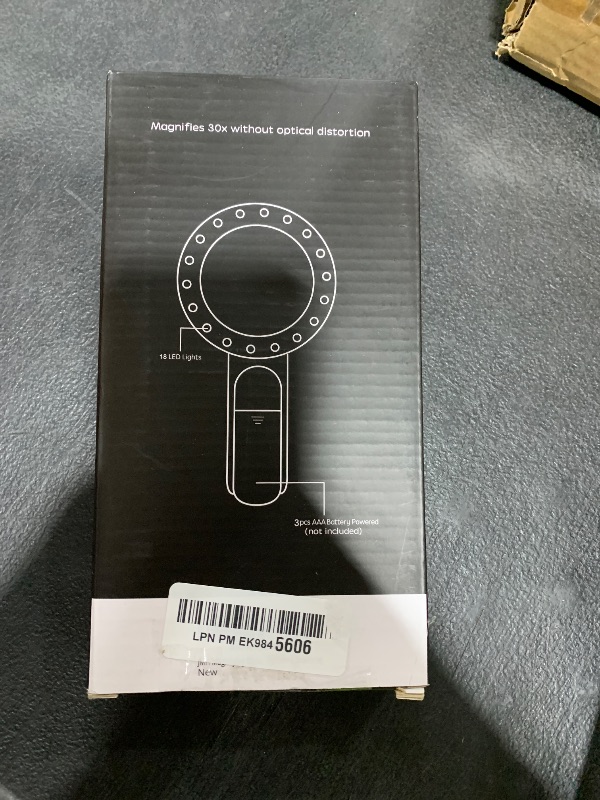 Magnifies 30x without optical distortion
18 LED Lights
3pcs AAA Battery Powered
(not included)
LPN PM EK984 5606
New